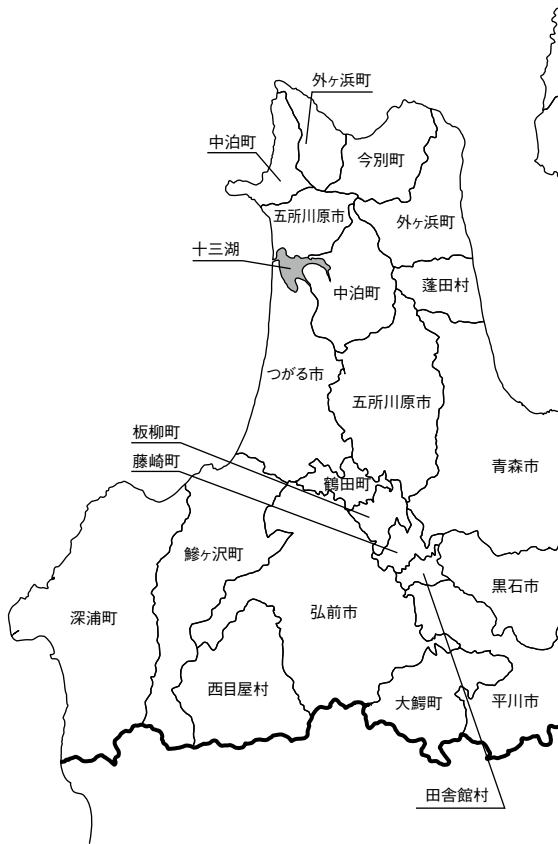 外ヶ浜町
中泊町
今別町
五所川原市
外ヶ浜町
十三湖
蓬田村
中泊町
つがる市
五所川原市
板柳町
藤崎町
青森市
鶴田町
鰺ヶ沢町
黒石市
深浦町
弘前市
西目屋村
大鰐町
平川市
田舎館村